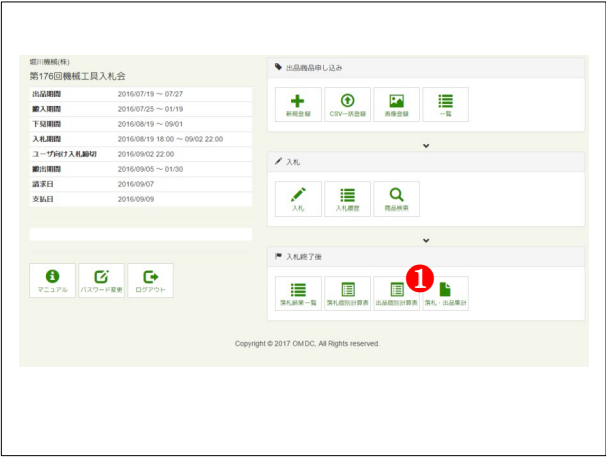 堀川機械(株)
第176回機械工具入札会
出品期間 2016/07/19 ~ 07/27
搬入期間 2016/07/25 ~ 01/19
下見期間 2016/08/19 ~ 09/01
入札期間 2016/08/19 18:00 ~ 09/02 22:00
ユーザ向け入札締切 2016/09/02 22:00
搬出期間 2016/09/05 ~ 01/30
請求日 2016/09/07
支払日 2016/09/09
マニュアル パスワード変更 ログアウト
出品商品申し込み
新規登録 CSV一括登録 画像登録 一覧
入札
入札 入札履歴 商品検索
入札終了後
1
落札結果一覧 落札個別計算表 出品個別計算表 落札・出品集計
Copyright © 2017 OMDC, All Rights reserved.